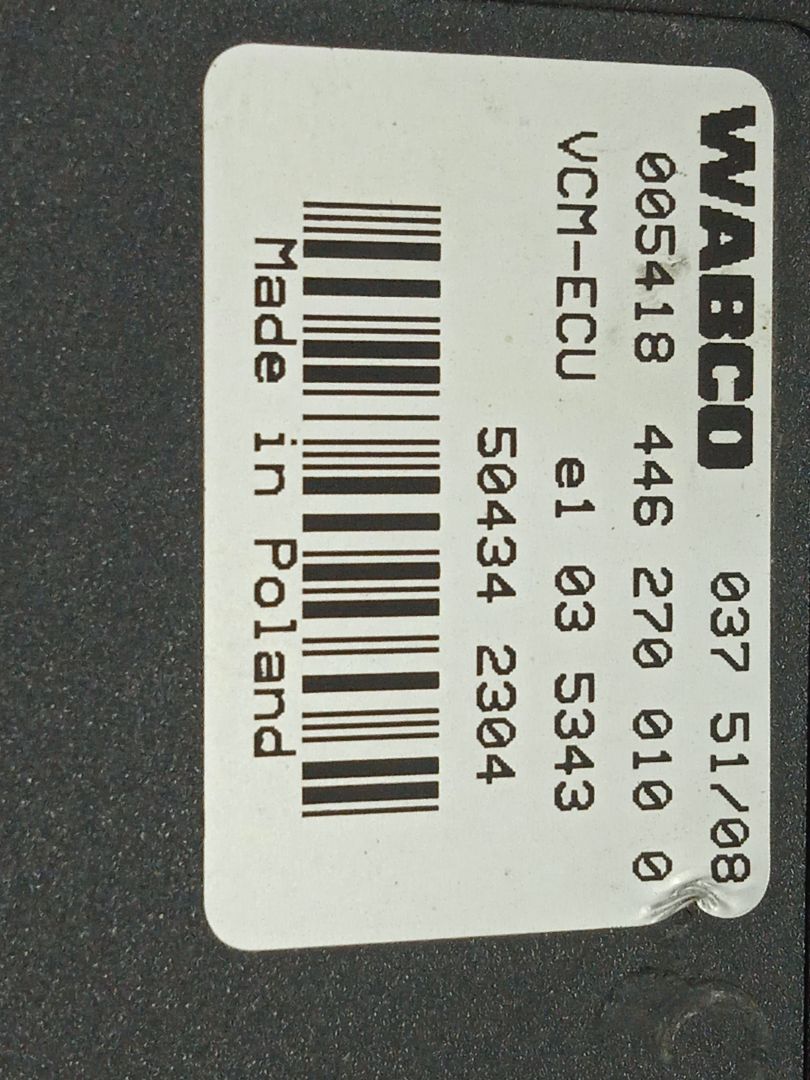 WABCO 037 51/08
005418 446 270 010 0
VCM-ECU e1 03 5343
50434 2304
Made in Poland